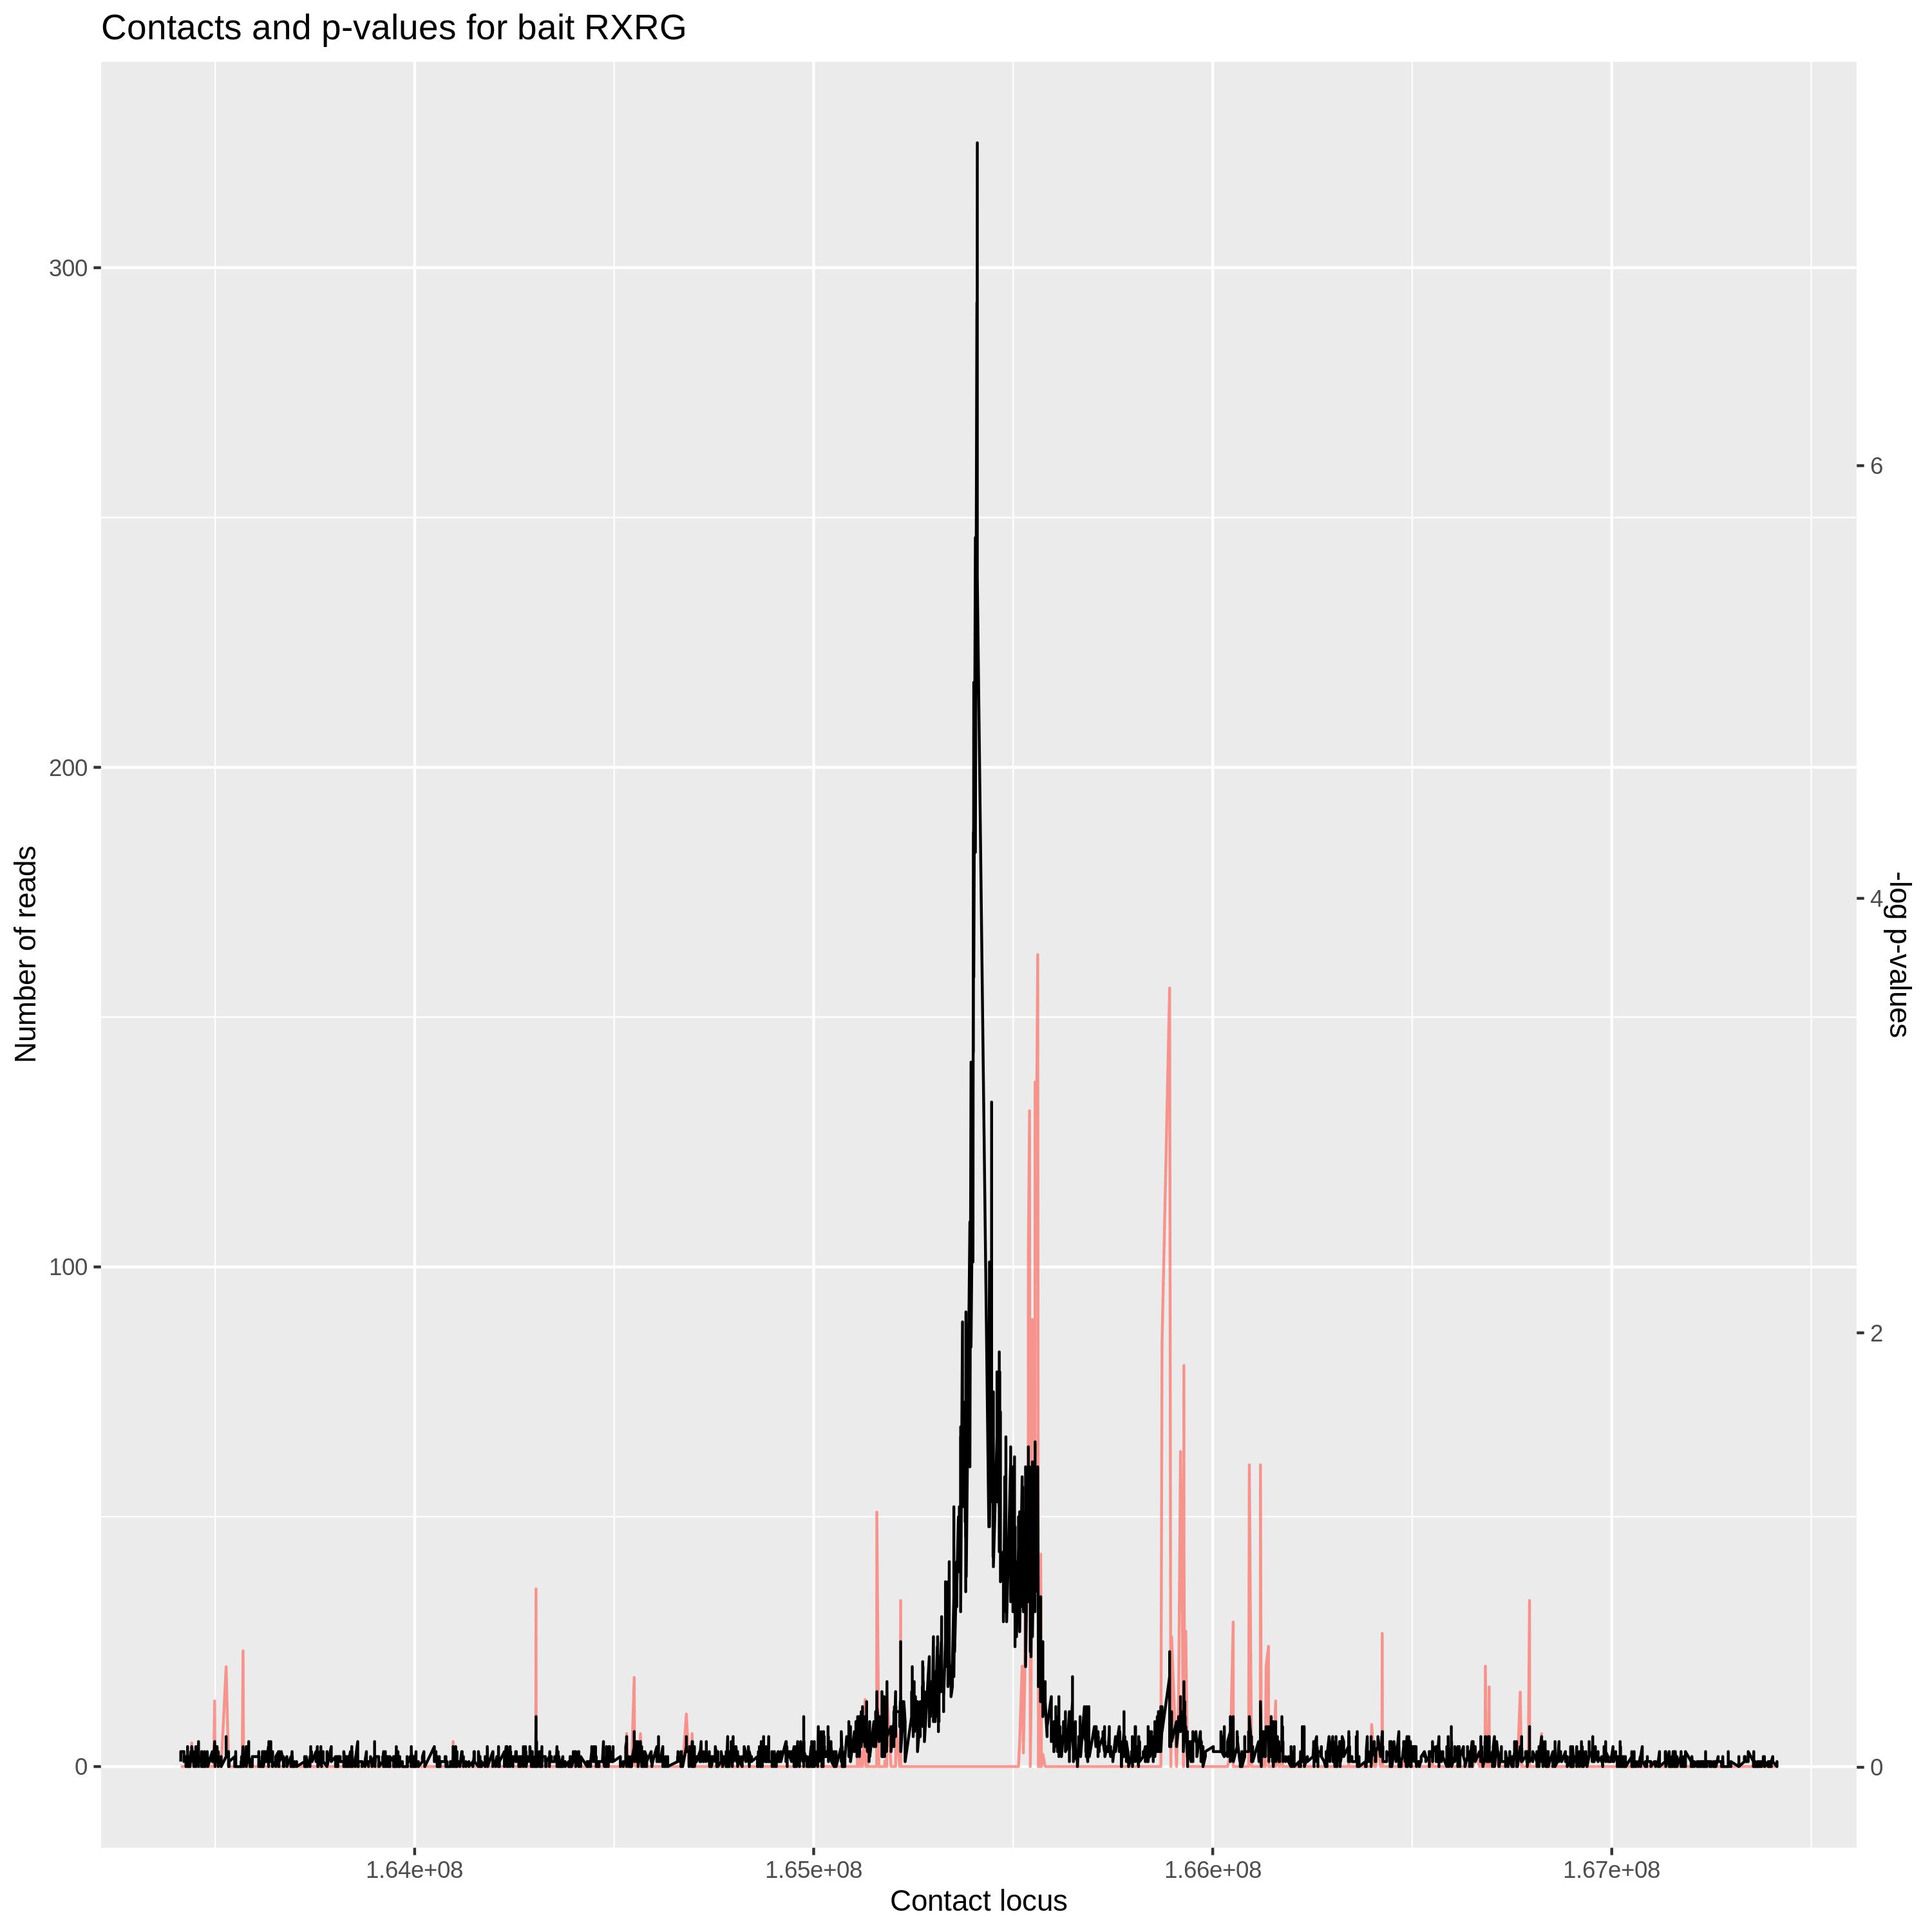 Contacts and p-values for bait RXRG
Number of reads
300
200
100
0
6
4
2
0
-log p-values
1.64e+08
1.65e+08
1.66e+08
1.67e+08
Contact locus